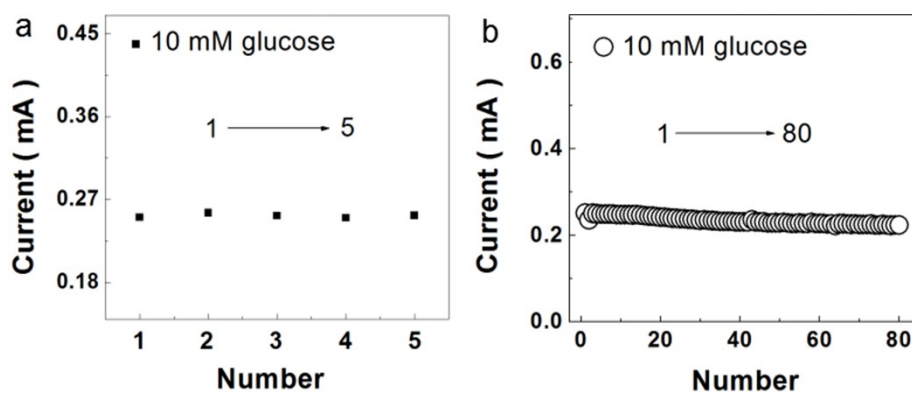 a
10 mM glucose
1 → 5
Current ( mA )
0.45
0.36
0.27
0.18
1 2 3 4 5
Number
b
10 mM glucose
1 → 80
Current ( mA )
0.6
0.4
0.2
0.0
0 20 40 60 80
Number